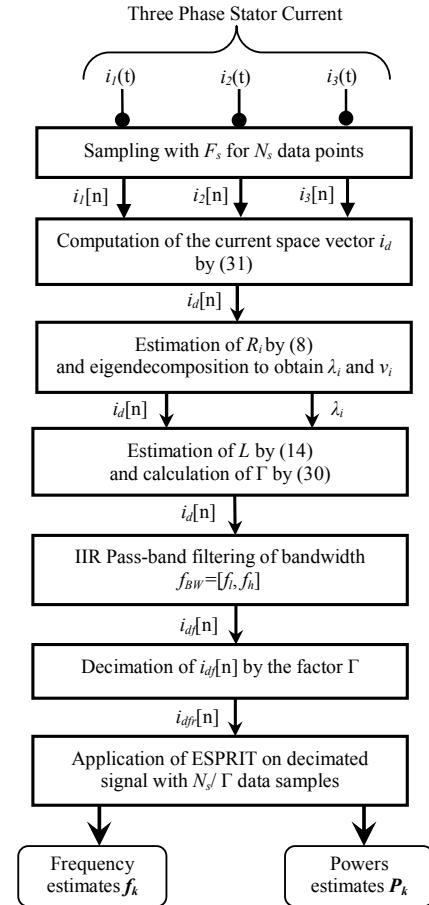 Three Phase Stator Current
i1(t) i2(t) i3(t)
Sampling with Fs for Ns data points
i1[n] i2[n] i3[n]
Computation of the current space vector id
by (31)
id[n]
Estimation of Ri by (8)
and eigendecomposition to obtain λi and vi
id[n] λi
Estimation of L by (14)
and calculation of Γ by (30)
id[n]
IIR Pass-band filtering of bandwidth
fBW=[fl, fh]
idf[n]
Decimation of idf[n] by the factor Γ
idfr[n]
Application of ESPRIT on decimated
signal with Ns/ Γ data samples
Frequency Powers
estimates fk estimates Pk